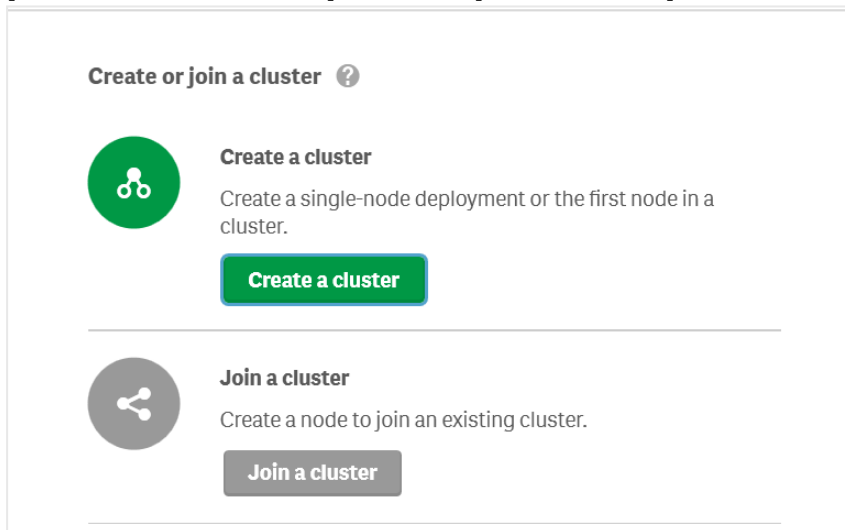 Create or join a cluster ?
Create a cluster
Create a single-node deployment or the first node in a
cluster.
Create a cluster
Join a cluster
Create a node to join an existing cluster.
Join a cluster